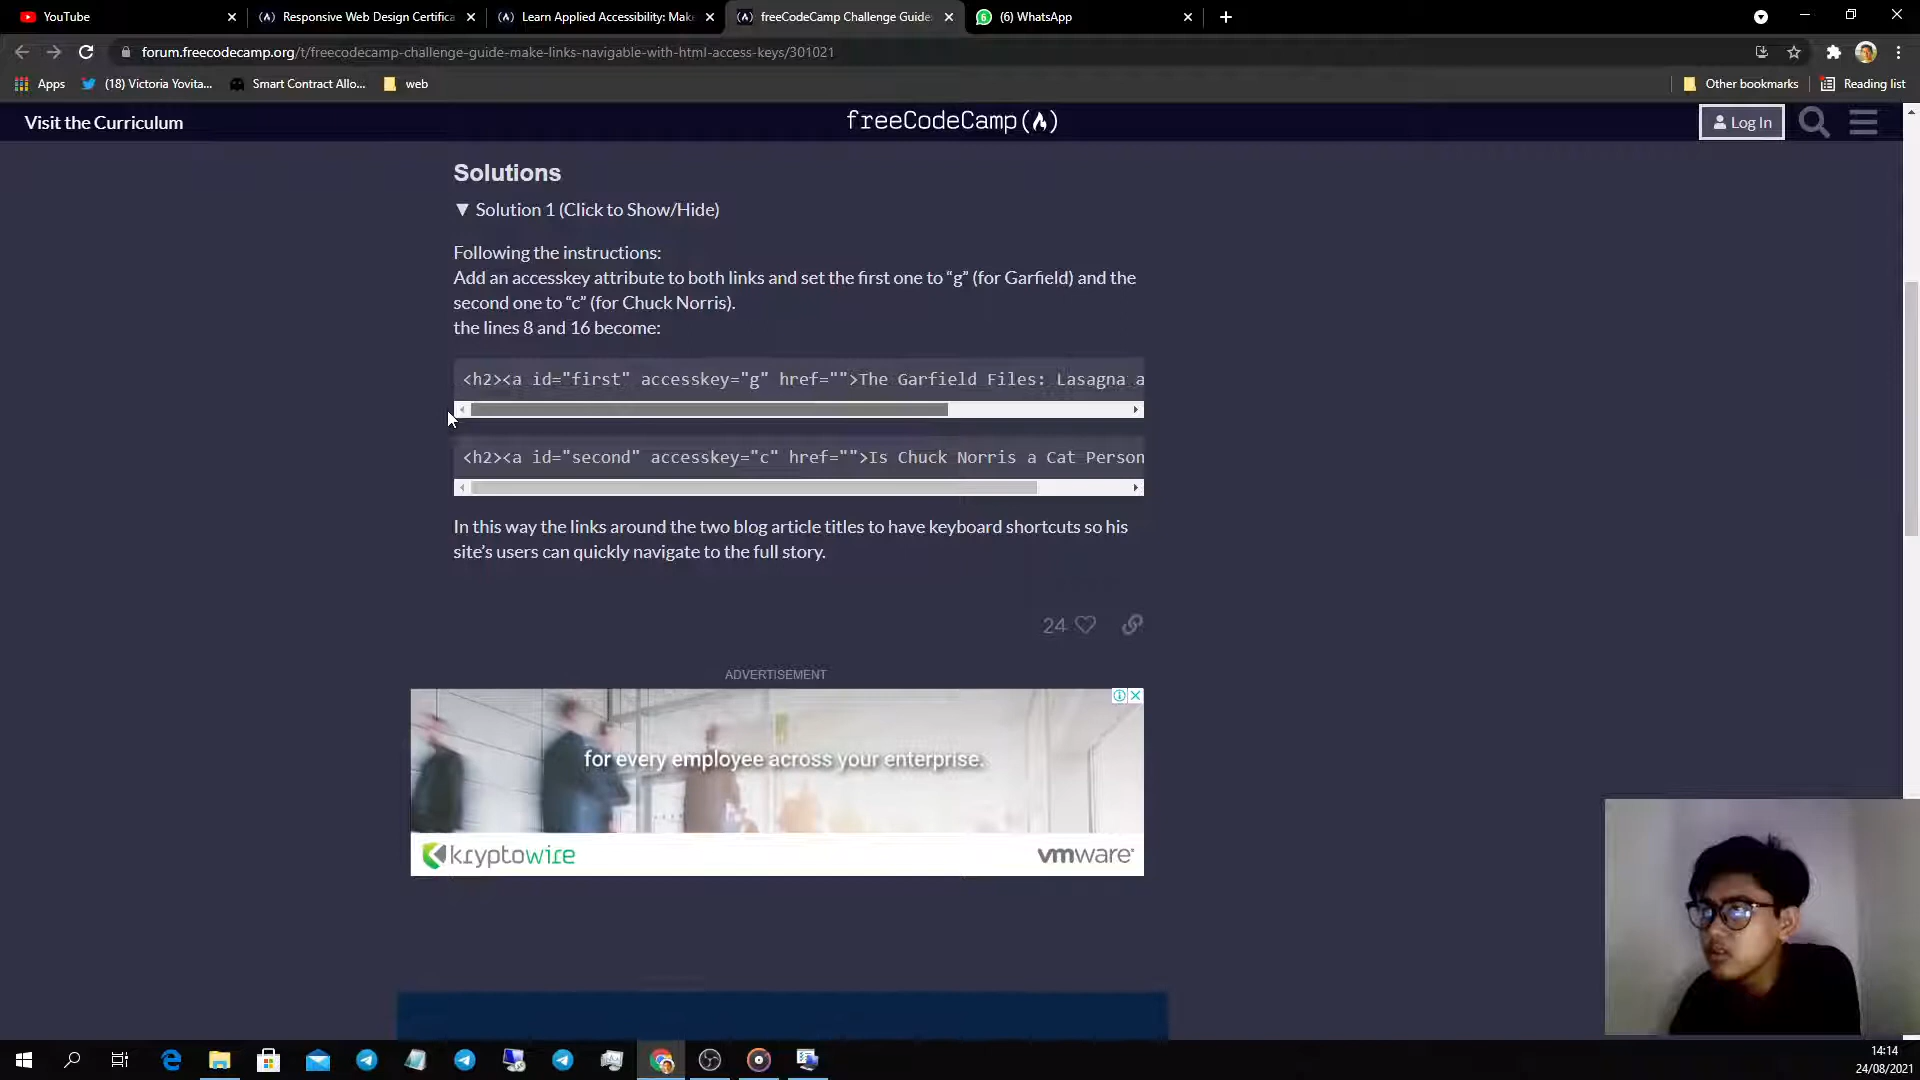 YouTube
Responsive Web Design Certifica
Learn Applied Accessibility: Mak
freeCodeCamp Challenge Guide:
(6) WhatsApp
forum.freecodecamp.org/t/freecodecamp-challenge-guide-make-links-navigable-with-html-access-keys/301021
Apps
(18) Victoria Yovita...
Smart Contract Allo...
web
Other bookmarks
Reading list
Visit the Curriculum
freeCodeCamp
Log In
Solutions
▼ Solution 1 (Click to Show/Hide)
Following the instructions:
Add an accesskey attribute to both links and set the first one to “g” (for Garfield) and the
second one to “c” (for Chuck Norris).
the lines 8 and 16 become:
<h2><a id="first" accesskey="g" href="">The Garfield Files: Lasagna a
<h2><a id="second" accesskey="c" href="">Is Chuck Norris a Cat Person
In this way the links around the two blog article titles to have keyboard shortcuts so his
site’s users can quickly navigate to the full story.
24
ADVERTISEMENT
for every employee across your enterprise.
kryptowire
vmware
14:14
24/08/2021